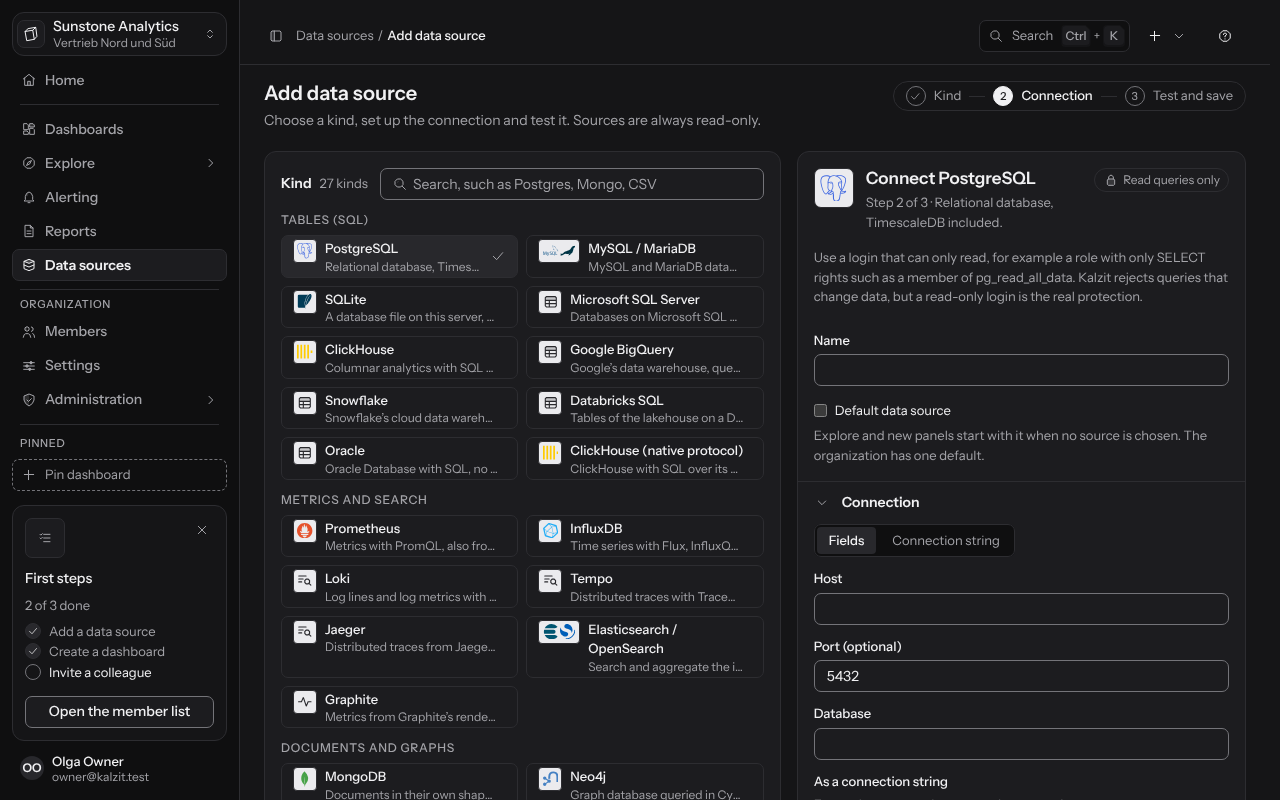 Sunstone Analytics
Vertrieb Nord und Süd
Home
Dashboards
Explore
Alerting
Reports
Data sources
ORGANIZATION
Members
Settings
Administration
PINNED
Pin dashboard
First steps
2 of 3 done
Add a data source
Create a dashboard
Invite a colleague
Open the member list
OO
Olga Owner
owner@kalzit.test
Data sources / Add data source
Search Ctrl + K
Add data source
Choose a kind, set up the connection and test it. Sources are always read-only.
Kind
2 Connection
3 Test and save
Kind 27 kinds
Search, such as Postgres, Mongo, CSV
TABLES (SQL)
PostgreSQL
Relational database, Times...
MySQL / MariaDB
MySQL and MariaDB data...
SQLite
A database file on this server, ...
Microsoft SQL Server
Databases on Microsoft SQL ...
ClickHouse
Columnar analytics with SQL ...
Google BigQuery
Google's data warehouse, que...
Snowflake
Snowflake's cloud data wareh...
Databricks SQL
Tables of the lakehouse on a D...
Oracle
Oracle Database with SQL, no ...
ClickHouse (native protocol)
ClickHouse with SQL over its ...
METRICS AND SEARCH
Prometheus
Metrics with PromQL, also fro...
InfluxDB
Time series with Flux, InfluxQ...
Loki
Log lines and log metrics with ...
Tempo
Distributed traces with Trace...
Jaeger
Distributed traces from Jaege...
Elasticsearch /
OpenSearch
Search and aggregate the i...
Graphite
Metrics from Graphite's rende...
DOCUMENTS AND GRAPHS
MongoDB
Documents in their own shap...
Neo4j
Graph database queried in Cy...
Connect PostgreSQL
Read queries only
Step 2 of 3 · Relational database,
TimescaleDB included.
Use a login that can only read, for example a role with only SELECT
rights such as a member of pg_read_all_data. Kalzit rejects queries that
change data, but a read-only login is the real protection.
Name
Default data source
Explore and new panels start with it when no source is chosen. The
organization has one default.
Connection
Fields
Connection string
Host
Port (optional)
5432
Database
As a connection string